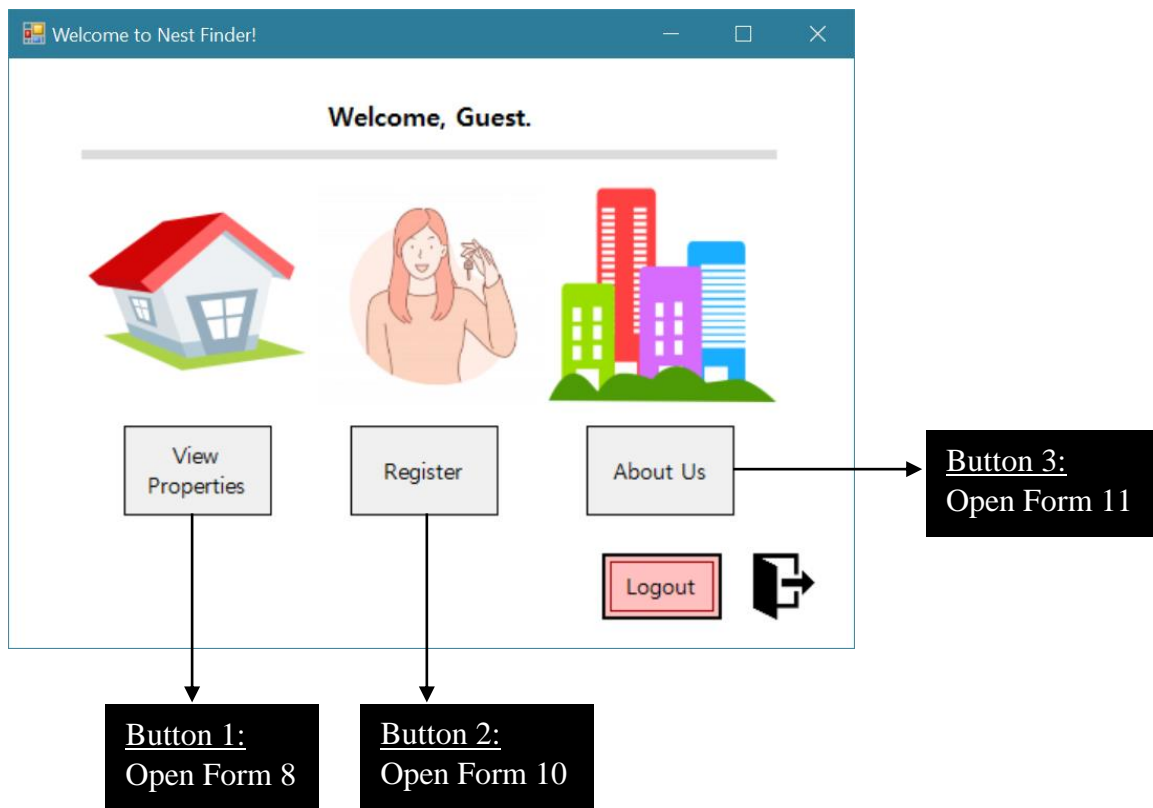 Welcome to Nest Finder!
Welcome, Guest.
View
Properties
Register
About Us
Button 3:
Open Form 11
Logout
Button 1:
Open Form 8
Button 2:
Open Form 10